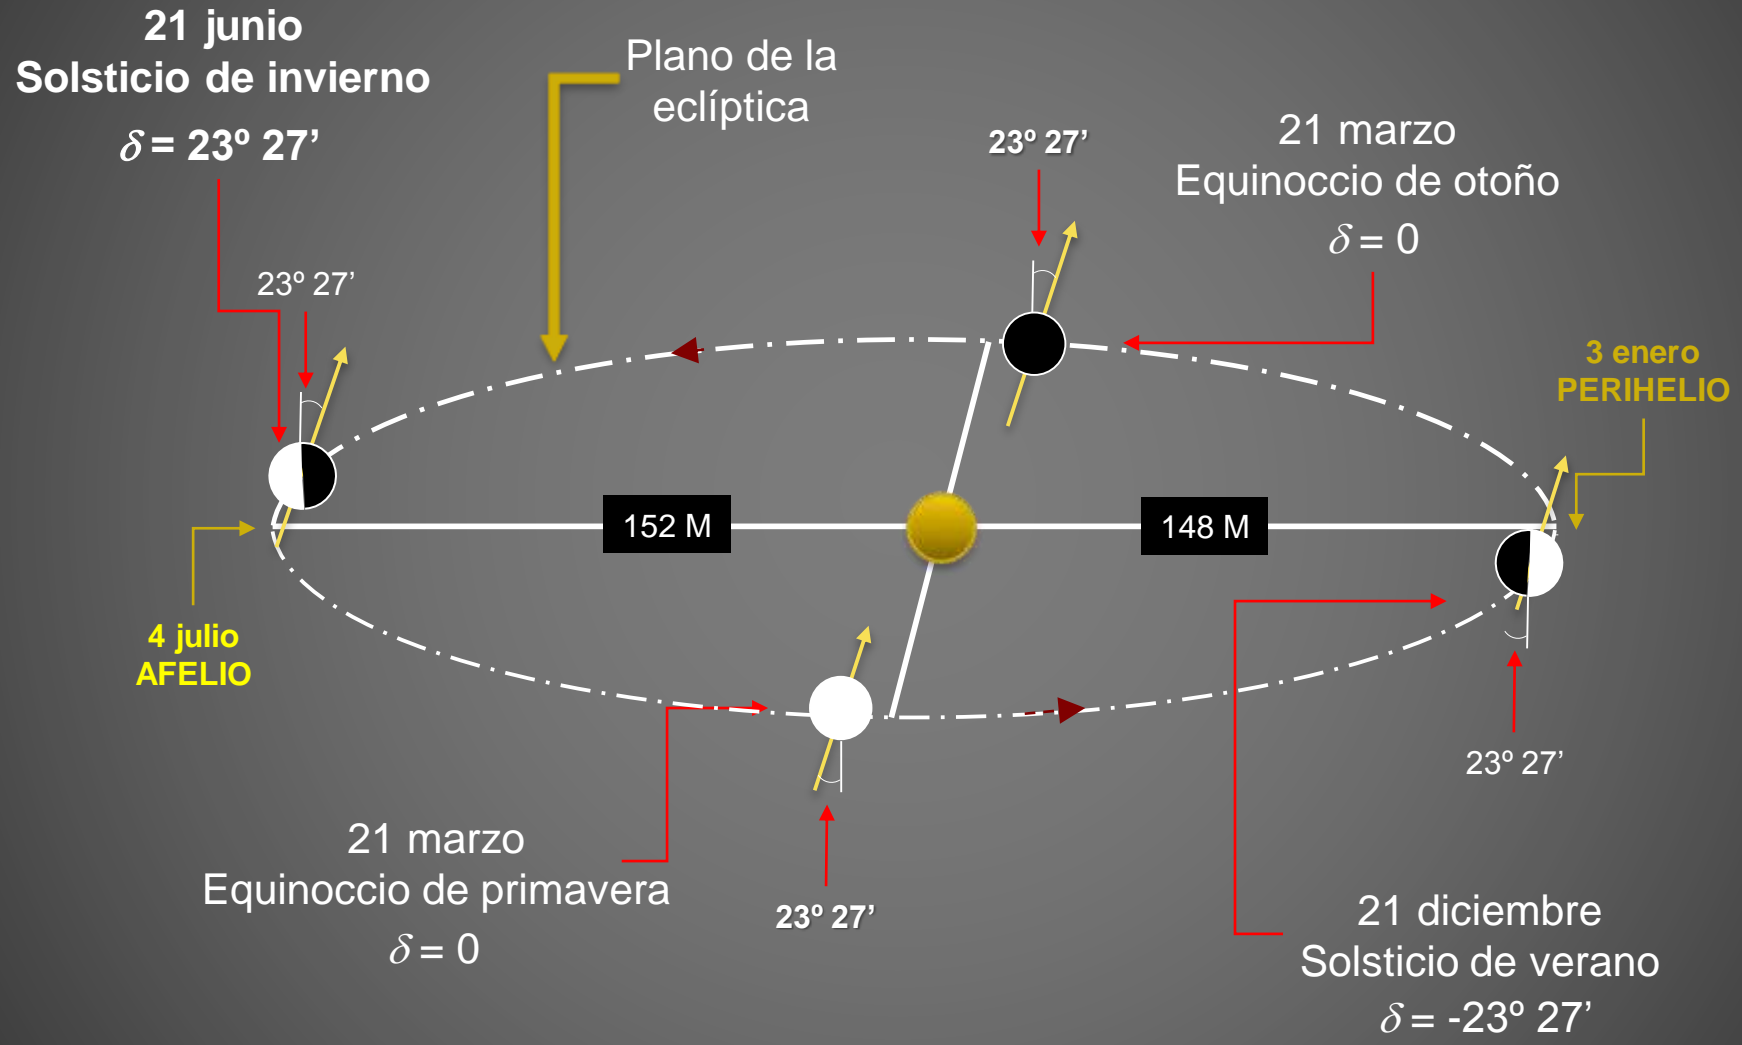 21 junio
Solsticio de invierno
δ = 23º 27’
Plano de la
eclíptica
23º 27’
21 marzo
Equinoccio de otoño
δ = 0
23º 27’
3 enero
PERIHELIO
152 M
148 M
4 julio
AFELIO
23º 27’
21 marzo
Equinoccio de primavera
δ = 0
23º 27’
21 diciembre
Solsticio de verano
δ = -23º 27’